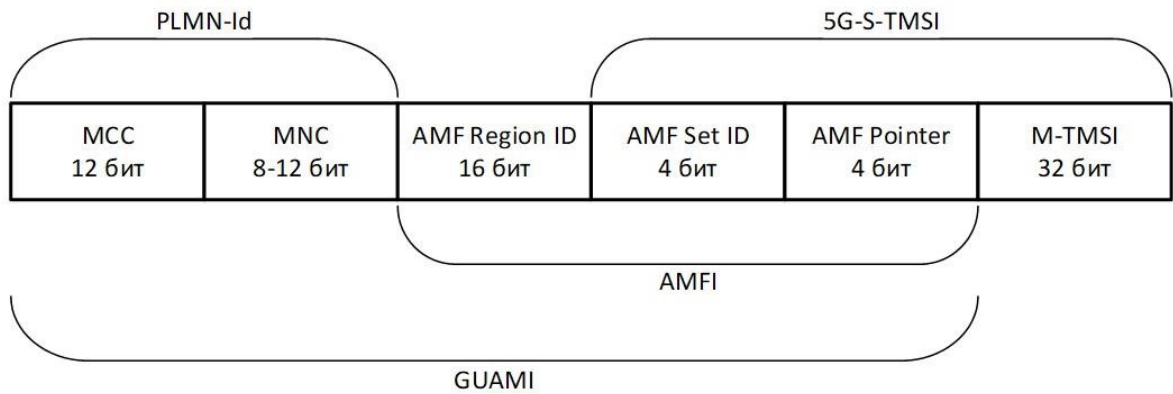 PLMN-Id
5G-S-TMSI
MCC
12 бит
MNC
8-12 бит
AMF Region ID
16 бит
AMF Set ID
4 бит
AMF Pointer
4 бит
M-TMSI
32 бит
AMFI
GUAMI